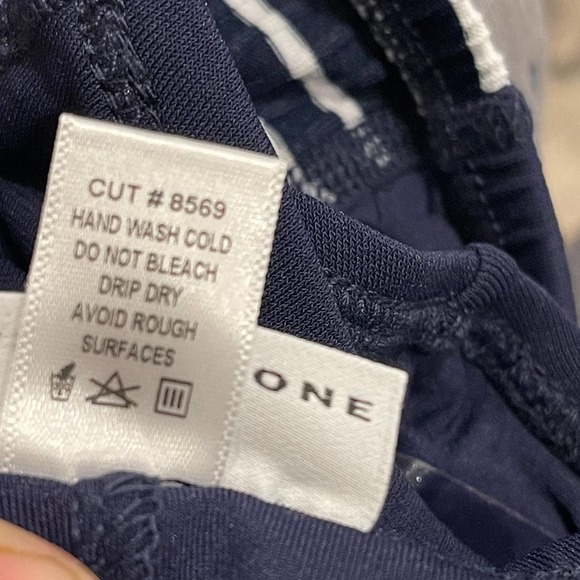 CUT # 8569
HAND WASH COLD
DO NOT BLEACH
DRIP DRY
AVOID ROUGH
SURFACES
ONE